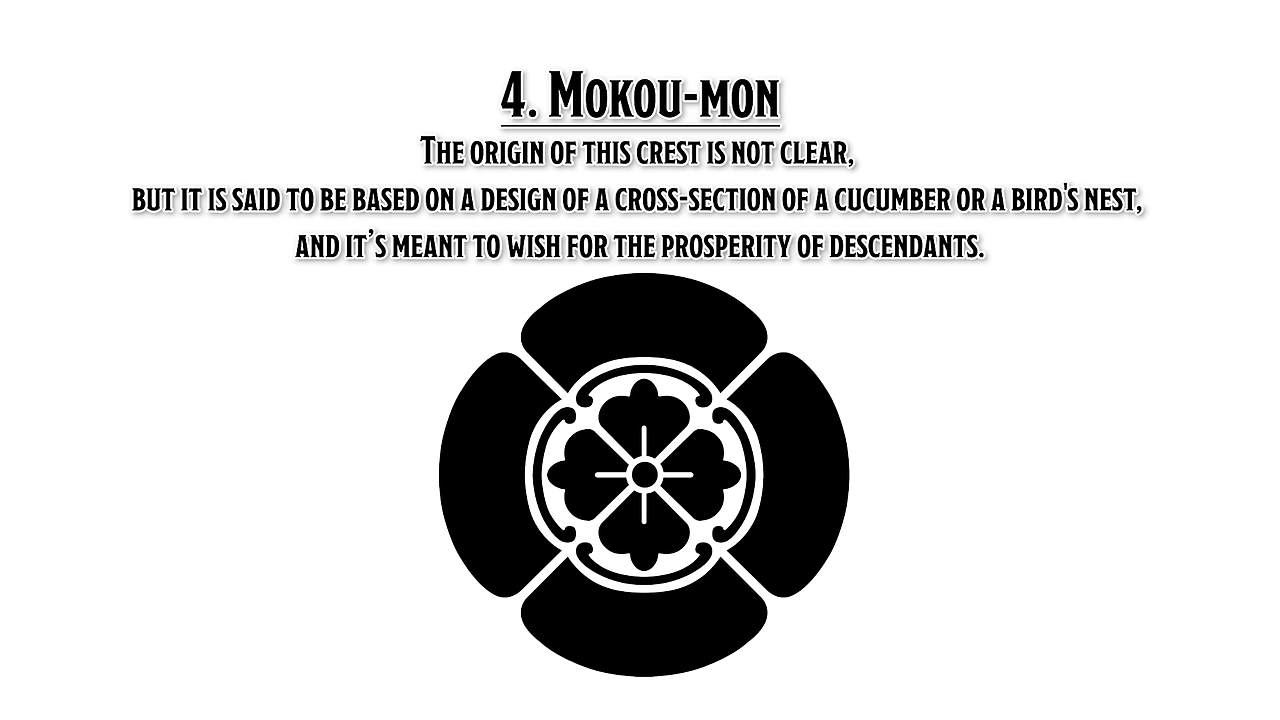 4. Mokou-mon
The origin of this crest is not clear,
but it is said to be based on a design of a cross-section of a cucumber or a bird's nest,
and it’s meant to wish for the prosperity of descendants.